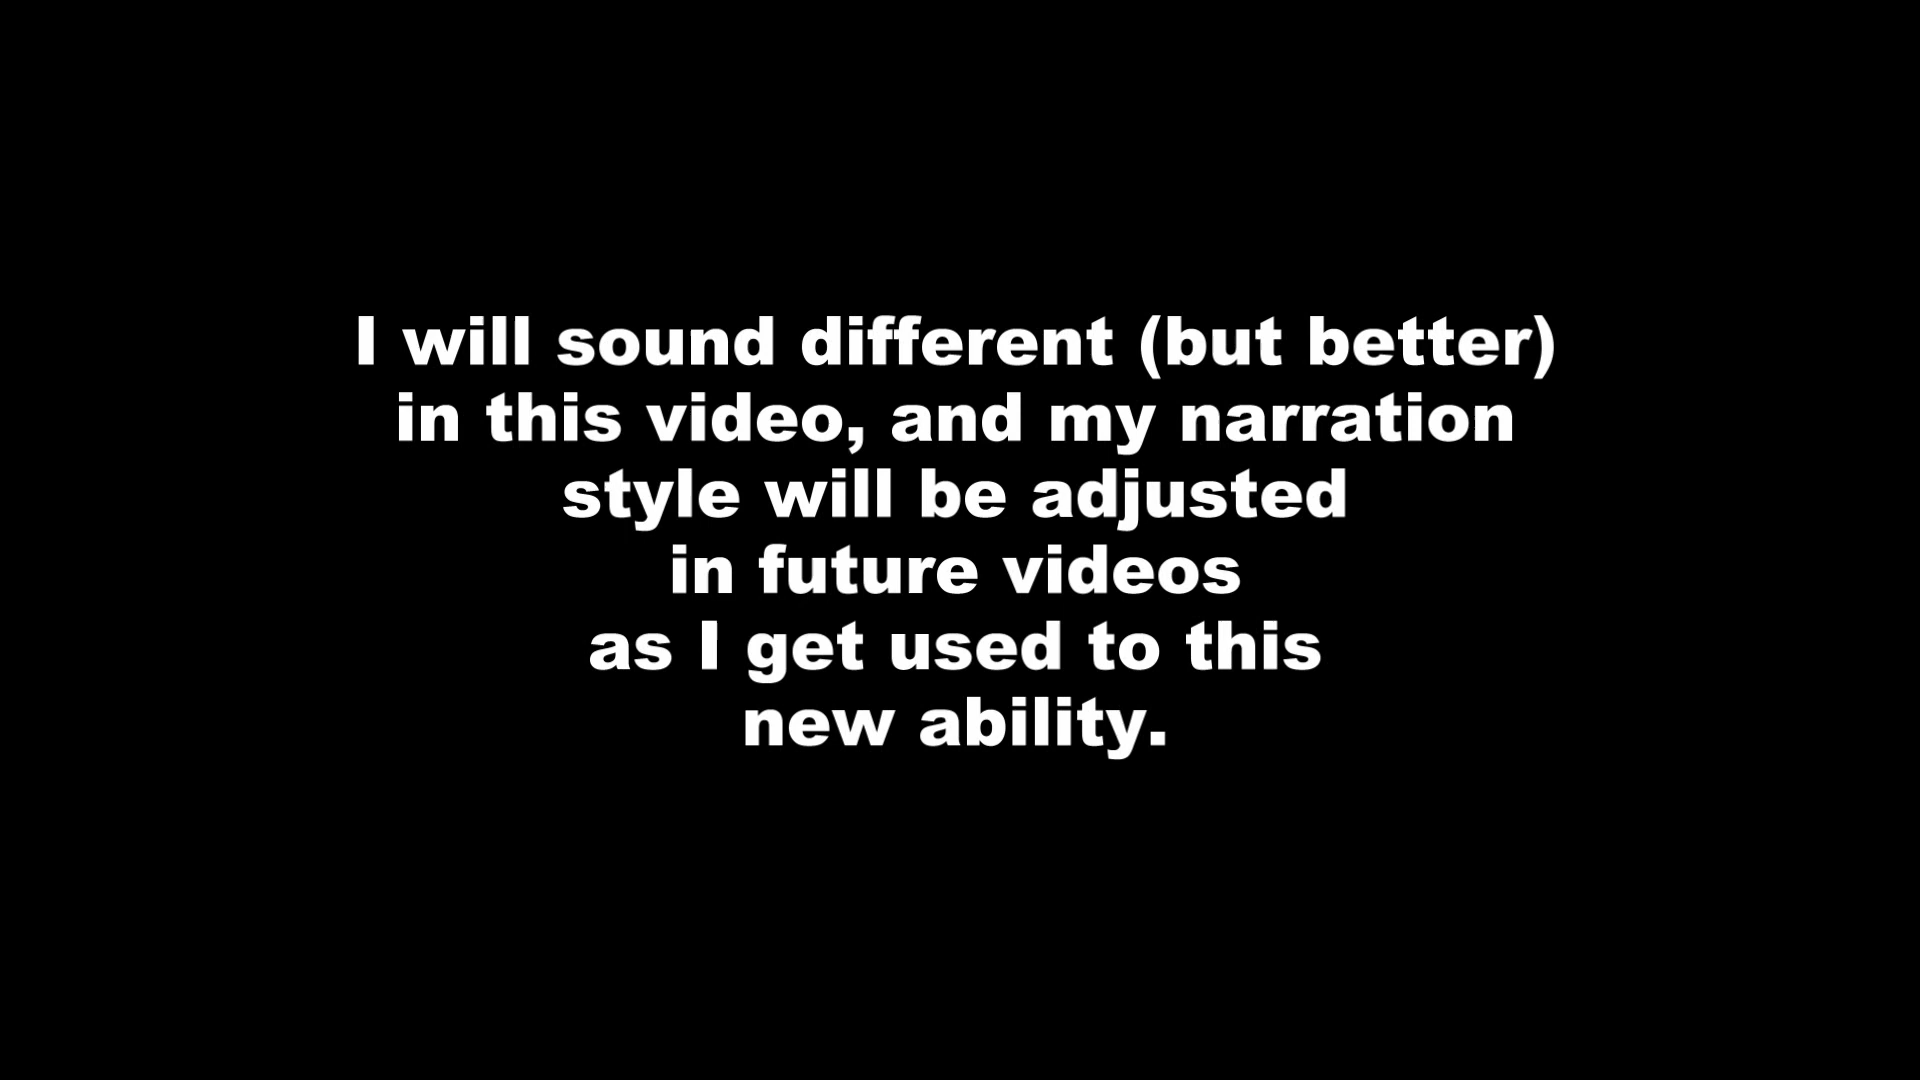 I will sound different (but better)
in this video, and my narration
style will be adjusted
in future videos
as I get used to this
new ability.